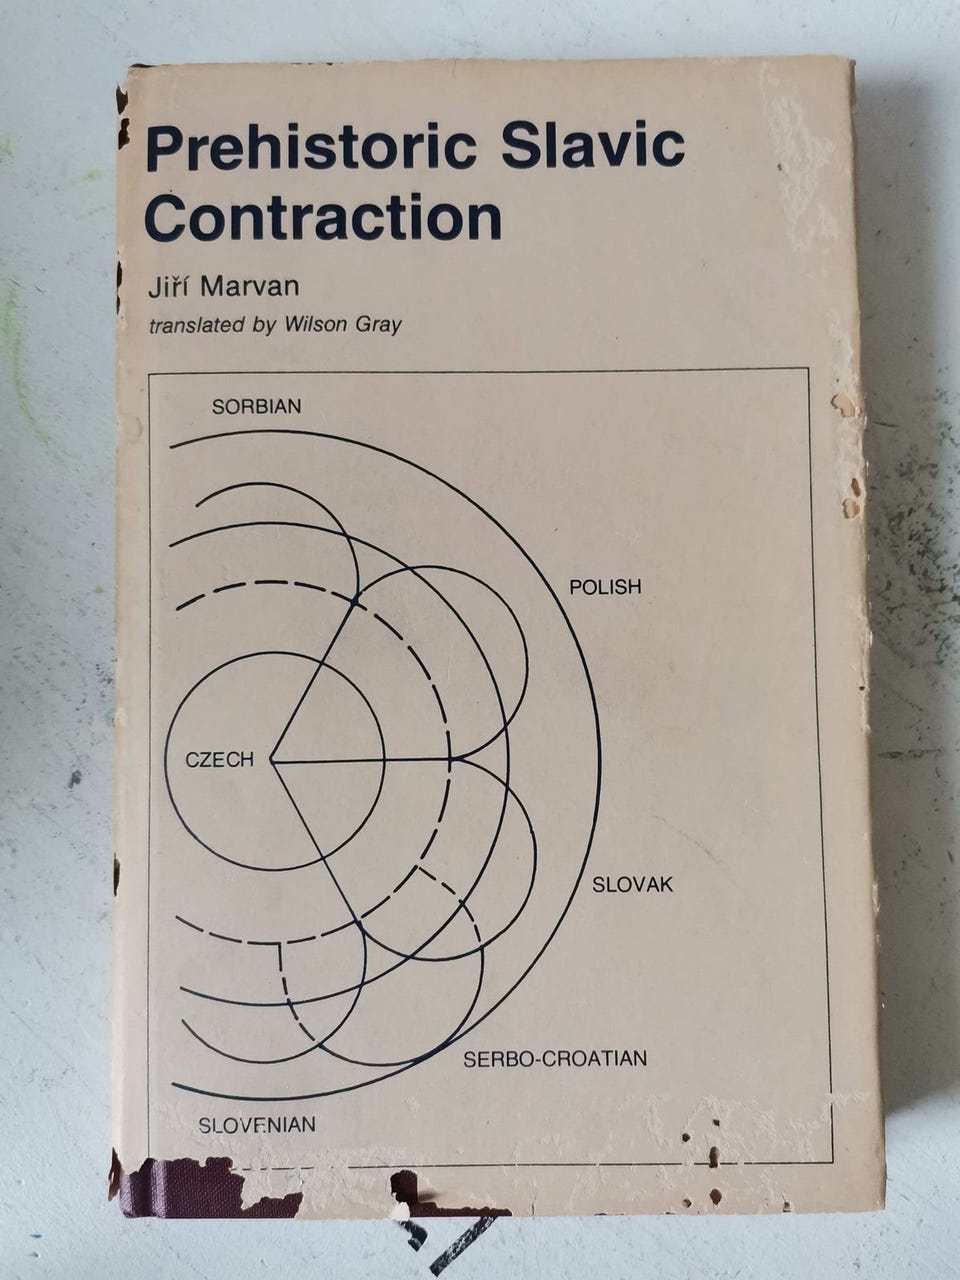 Prehistoric Slavic
Contraction
Jiří Marvan
translated by Wilson Gray
SORBIAN
POLISH
CZECH
SLOVAK
SERBO-CROATIAN
SLOVENIAN